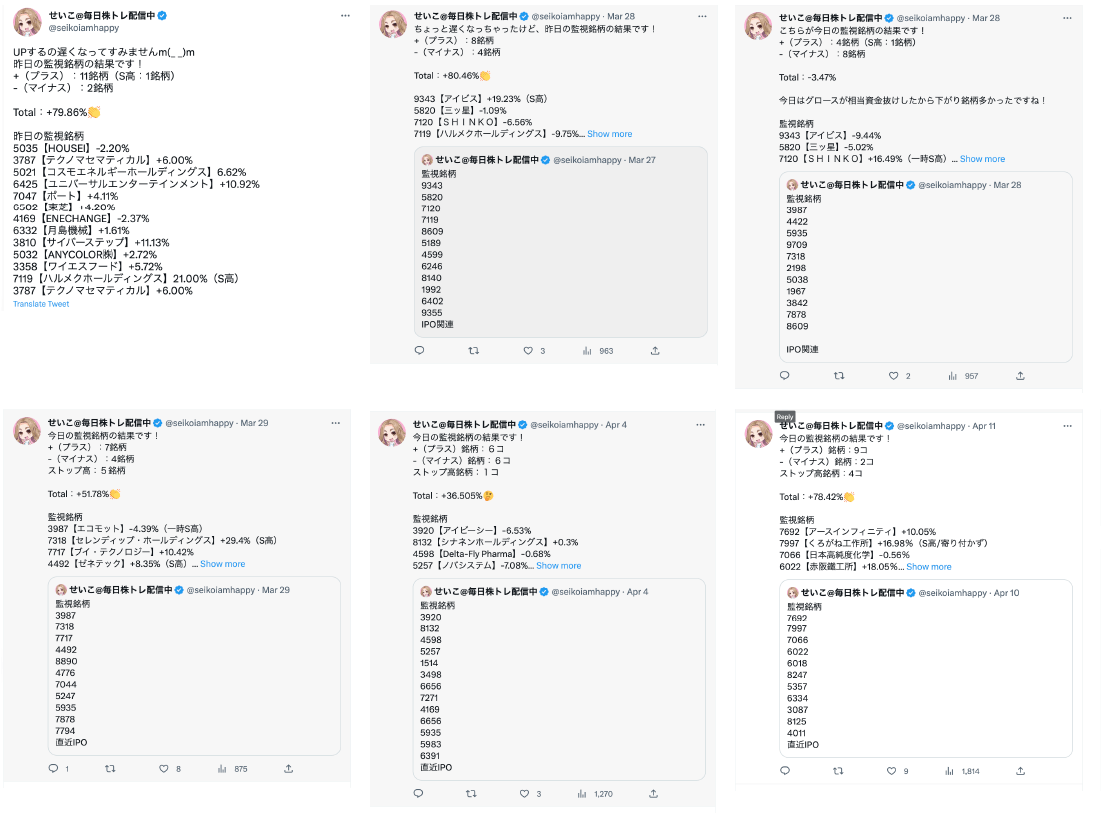 せいこ@毎日株トレ配信中
@seikoiamhappy
UPするの遅くなってすみませんm(_ _)m
昨日の監視銘柄の結果です！
+（プラス）：11銘柄（S高：1銘柄）
-（マイナス）：2銘柄
Total：+79.86%👏
昨日の監視銘柄
5035【HOUSEI】-2.20%
3787【テクノマセマティカル】+6.00%
5021【コスモエネルギーホールディングス】6.62%
6425【ユニバーサルエンターテインメント】+10.92%
7047【ポート】+4.11%
6502【東芝】+4.20%
4169【ENECHANGE】-2.37%
6332【月島機械】+1.61%
3810【サイバーステップ】+11.13%
5032【ANYCOLOR㈱】+2.72%
3358【ワイエスフード】+5.72%
7119【ハルメクホールディングス】21.00%（S高）
3787【テクノマセマティカル】+6.00%
Translate Tweet
せいこ@毎日株トレ配信中 @seikoiamhappy · Mar 28
ちょっと遅くなっちゃったけど、昨日の監視銘柄の結果です！
+（プラス）：8銘柄
-（マイナス）：4銘柄
Total：+80.46%👏
9343【アイビス】+19.23%（S高）
5820【三ッ星】-1.09%
7120【ＳＨＩＮＫＯ】-6.56%
7119【ハルメクホールディングス】-9.75%... Show more
せいこ@毎日株トレ配信中 @seikoiamhappy · Mar 27
監視銘柄
9343
5820
7120
7119
8609
5189
4599
6246
8140
1992
6402
9355
IPO関連
3
963
せいこ@毎日株トレ配信中 @seikoiamhappy · Mar 28
こちらが今日の監視銘柄の結果です！
+（プラス）：4銘柄（S高：1銘柄）
-（マイナス）：8銘柄
Total：-3.47%
今日はグロースが相当資金抜けしたから下がり銘柄多かったですね！
監視銘柄
9343【アイビス】-9.44%
5820【三ッ星】-5.02%
7120【ＳＨＩＮＫＯ】+16.49%（一時S高）... Show more
せいこ@毎日株トレ配信中 @seikoiamhappy · Mar 28
監視銘柄
3987
4422
5935
9709
7318
2198
5038
1967
3842
7878
8609
IPO関連
2
957
せいこ@毎日株トレ配信中 @seikoiamhappy · Mar 29
今日の監視銘柄の結果です！
+（プラス）：7銘柄
-（マイナス）：4銘柄
ストップ高：５銘柄
Total：+51.78%👏
監視銘柄
3987【エコモット】-4.39%（一時S高）
7318【セレンディップ・ホールディングス】+29.4%（S高）
7717【ブイ・テクノロジー】+10.42%
4492【ゼネテック】+8.35%（S高）... Show more
せいこ@毎日株トレ配信中 @seikoiamhappy · Mar 29
監視銘柄
3987
7318
7717
4492
8890
4776
7044
5247
5935
7878
7794
直近IPO
1
8
875
せいこ@毎日株トレ配信中 @seikoiamhappy · Apr 4
今日の監視銘柄の結果です！
+（プラス）銘柄：６コ
-（マイナス）銘柄：６コ
ストップ高銘柄：１コ
Total：+36.505%🤔
監視銘柄
3920【アイビーシー】-6.53%
8132【シナネンホールディングス】+0.3%
4598【Delta-Fly Pharma】-0.68%
5257【ノバシステム】-7.08%... Show more
せいこ@毎日株トレ配信中 @seikoiamhappy · Apr 4
監視銘柄
3920
8132
4598
5257
1514
3498
6656
7271
4169
6656
5935
5983
6391
直近IPO
3
1,270
Reply
せいこ@毎日株トレ配信中 @seikoiamhappy · Apr 11
今日の監視銘柄の結果です！
+（プラス）銘柄：9コ
-（マイナス）銘柄：2コ
ストップ高銘柄：4コ
Total：+78.42%👏
監視銘柄
7692【アースインフィニティ】+10.05%
7997【くろがね工作所】+16.98%（S高/寄り付かず）
7066【日本高純度化学】-0.56%
6022【赤阪鐵工所】+18.05%... Show more
せいこ@毎日株トレ配信中 @seikoiamhappy · Apr 10
監視銘柄
7692
7997
7066
6022
6018
8247
5357
6334
3087
8125
4011
直近IPO
9
1,814